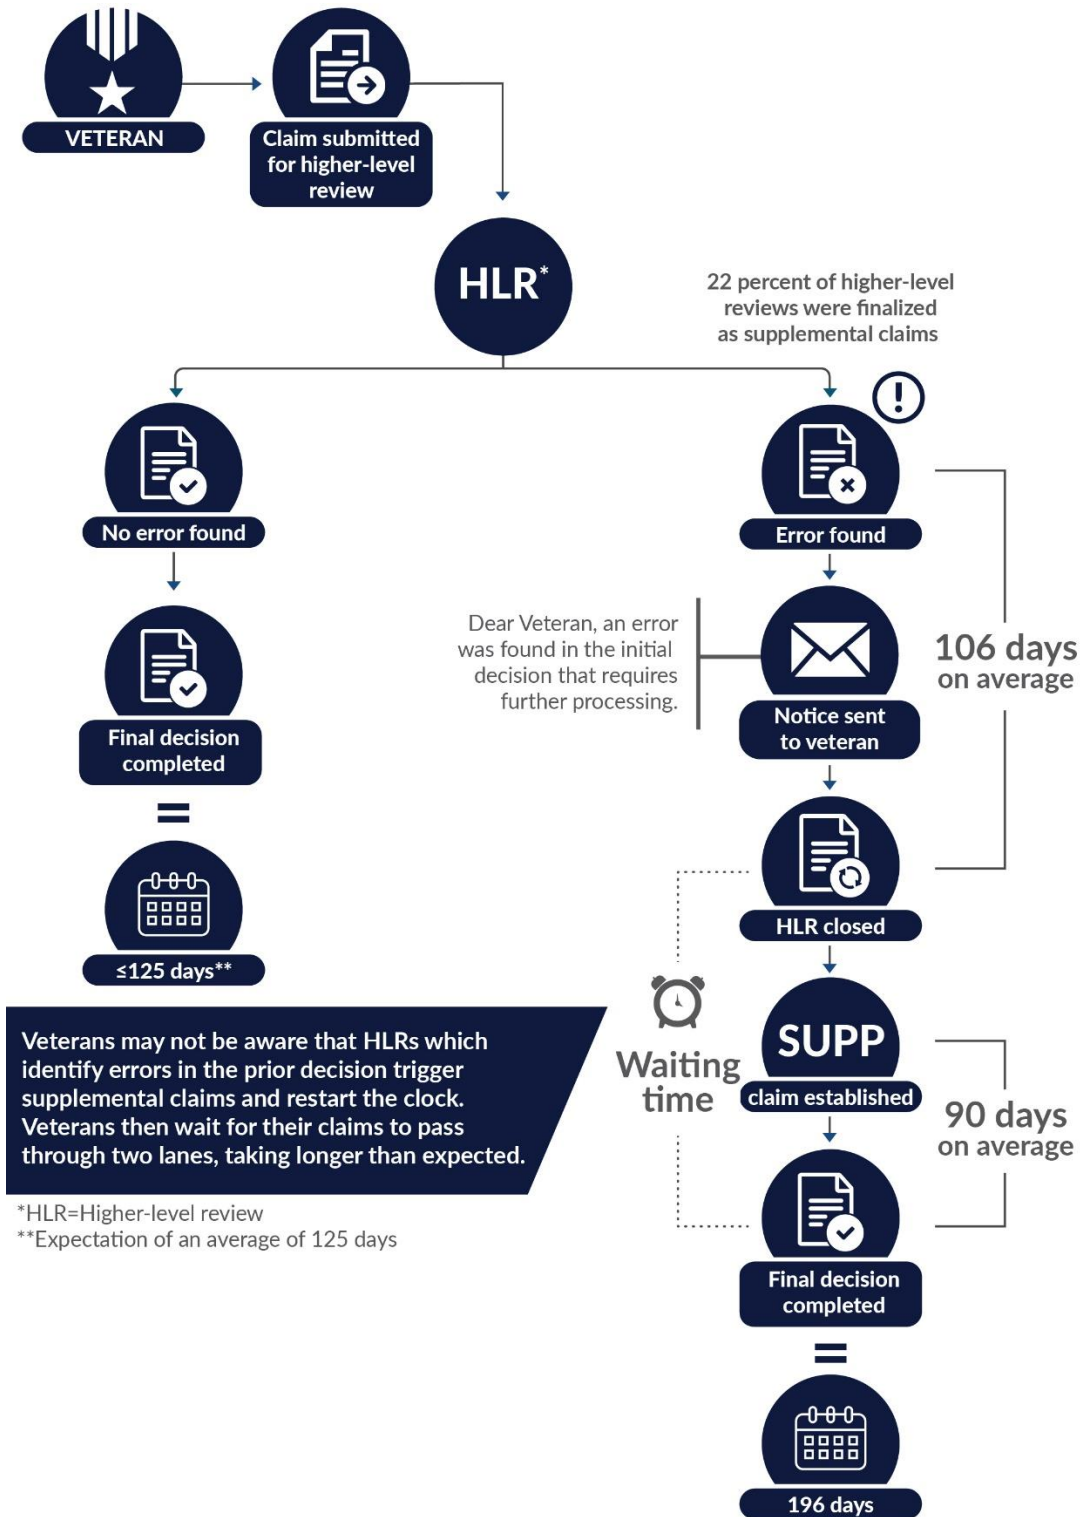 VETERAN
Claim submitted
for higher-level
review
HLR*
22 percent of higher-level
reviews were finalized
as supplemental claims
No error found
Final decision
completed
=
≤125 days**
!
Error found
Dear Veteran, an error
was found in the initial
decision that requires
further processing.
Notice sent
to veteran
106 days
on average
HLR closed
Waiting
time
SUPP
claim established
90 days
on average
Final decision
completed
=
196 days
Veterans may not be aware that HLRs which
identify errors in the prior decision trigger
supplemental claims and restart the clock.
Veterans then wait for their claims to pass
through two lanes, taking longer than expected.
*HLR=Higher-level review
**Expectation of an average of 125 days